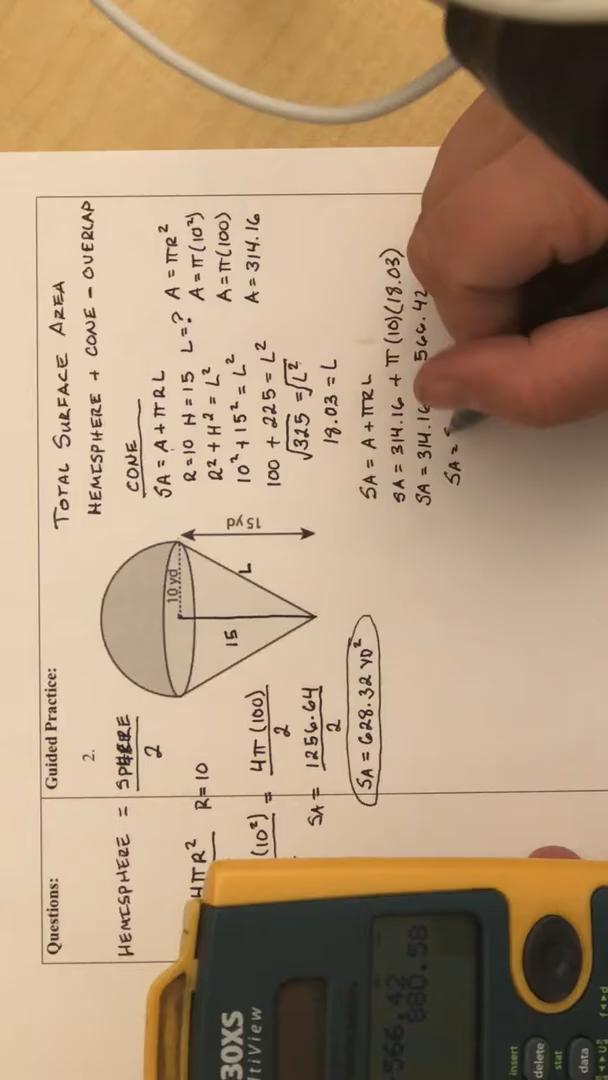 Questions:
Guided Practice:
2.
TOTAL SURFACE AREA
HEMISPHERE + CONE - OVERLAP
HEMISPHERE = SPHERE
2
4πR² R=10
(10²) = 4π(100)
2
SA = 1256.64
2
SA = 628.32 YD²
10 yd
15
15yd
L
CONE
SA = A + πRL
R=10 H=15 L=?
R² + H² = L²
10² + 15² = L²
100 + 225 = L²
√325 = √L²
18.03 = L
A = πR²
A = π(10²)
A = π(100)
A = 314.16
SA = A + πRL
SA = 314.16 + π(10)(18.03)
SA = 314.16 566.42
SA =
30XS
MultiView
566.42
880.58
insert
delete
stat
data
f◄►d